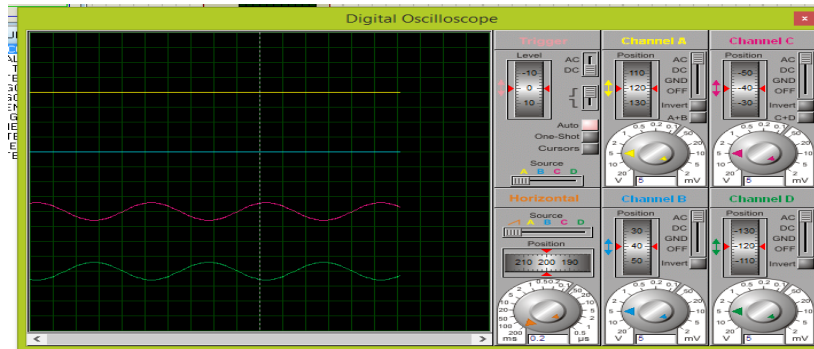 Digital Oscilloscope
Trigger
Level
AC
DC
-10
0
10
Auto
One-Shot
Cursors
Source
A B C D
Horizontal
Source
A B C D
Position
210 200 190
ms
0.2
µs
Channel A
Position
AC
DC
GND
OFF
110
120
130
Invert
A+B
V
5
mV
Channel C
Position
AC
DC
GND
OFF
-50
-40
-30
Invert
C+D
V
5
mV
Channel B
Position
AC
DC
GND
OFF
30
40
50
Invert
V
5
mV
Channel D
Position
AC
DC
GND
OFF
-130
-120
-110
Invert
V
5
mV